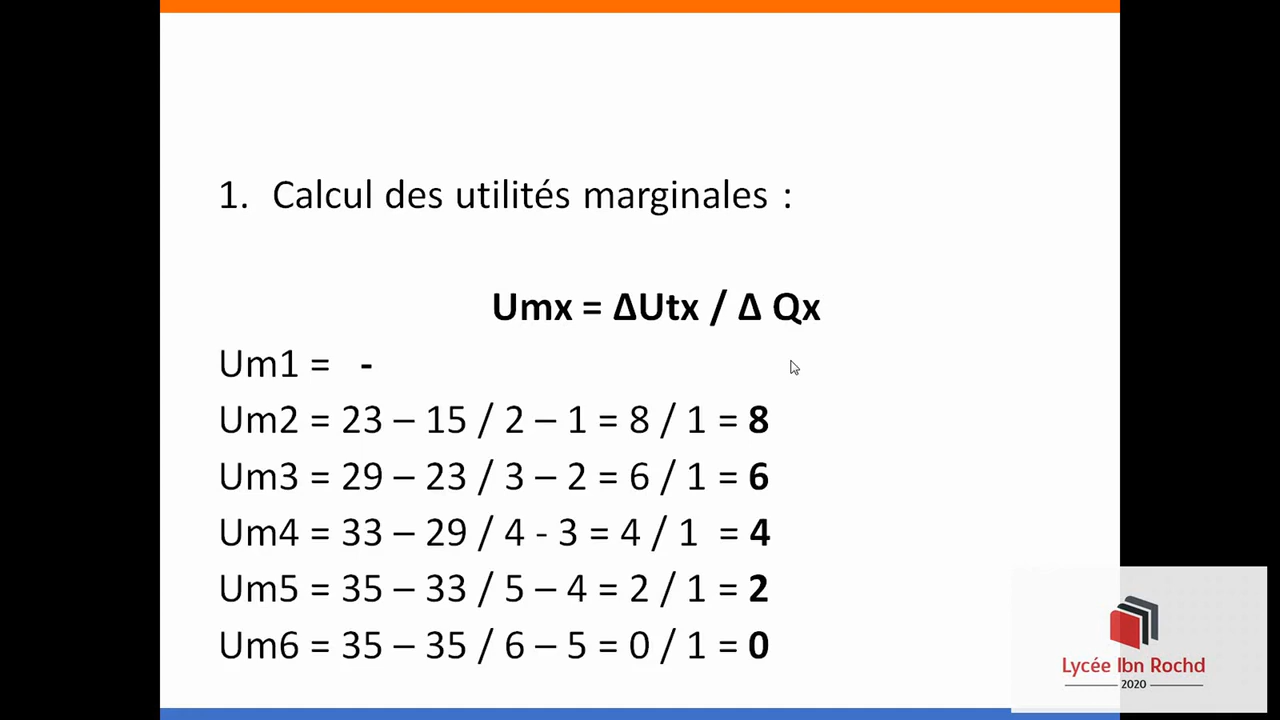 1. Calcul des utilités marginales :
Umx = ΔUtx / Δ Qx
Um1 = -
Um2 = 23 – 15 / 2 – 1 = 8 / 1 = 8
Um3 = 29 – 23 / 3 – 2 = 6 / 1 = 6
Um4 = 33 – 29 / 4 - 3 = 4 / 1 = 4
Um5 = 35 – 33 / 5 – 4 = 2 / 1 = 2
Um6 = 35 – 35 / 6 – 5 = 0 / 1 = 0
Lycée Ibn Rochd
2020